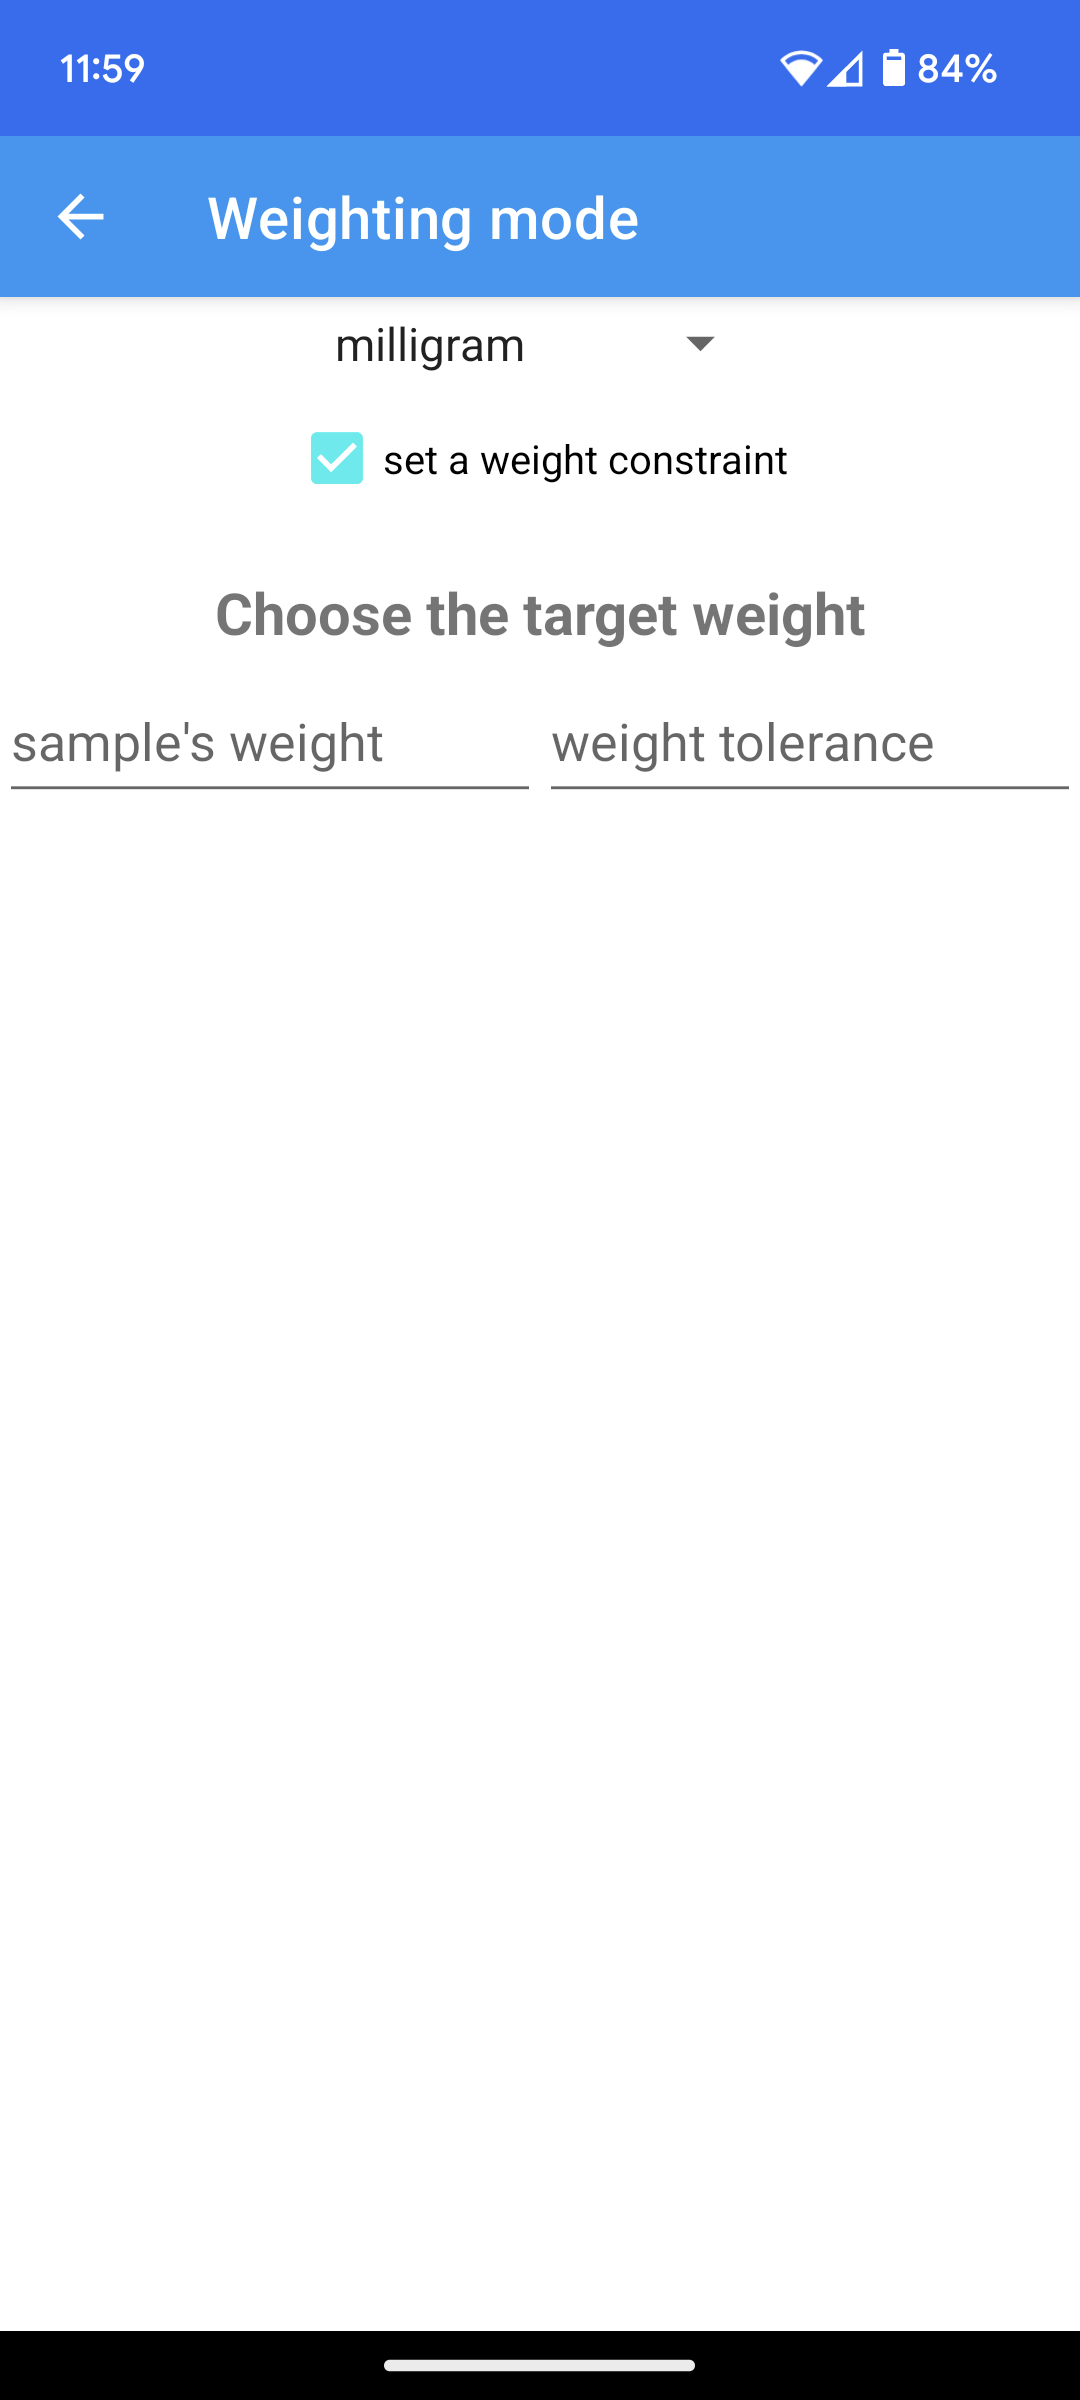 11:59 84%
Weighting mode
milligram
set a weight constraint
Choose the target weight
sample's weight weight tolerance